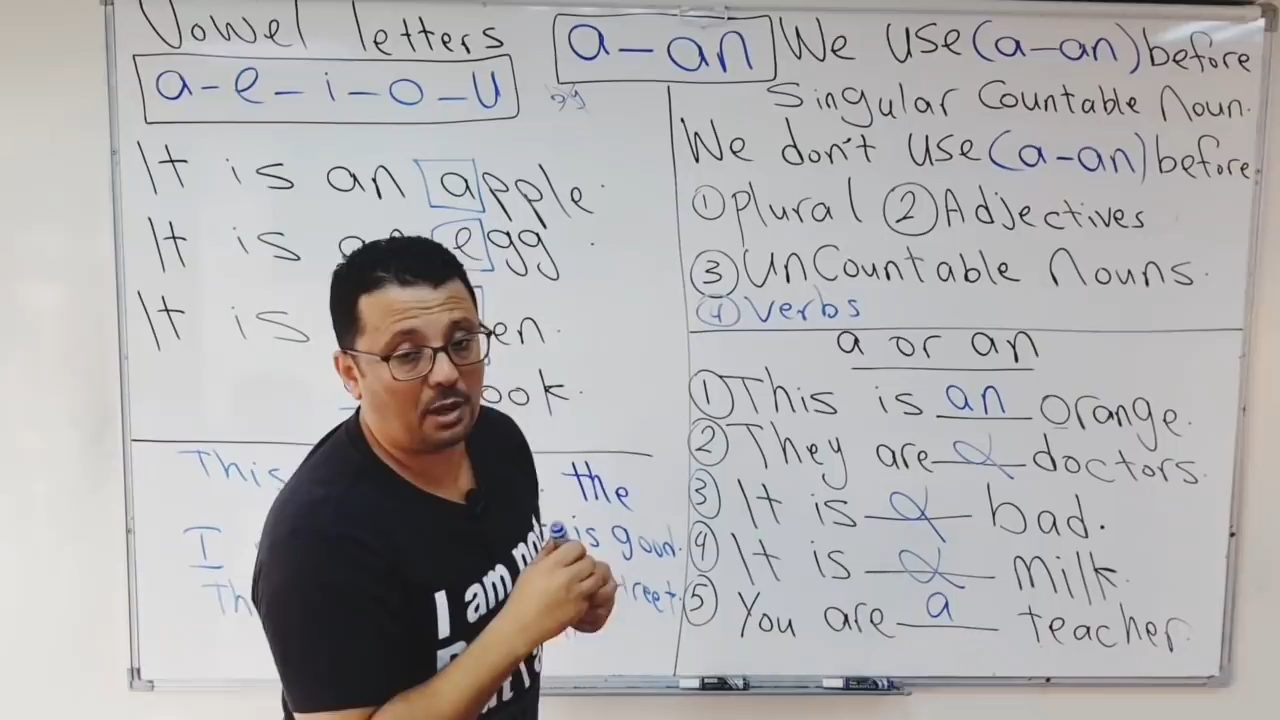 Vowel letters
a-e-i-o-u
It is an apple.
It is egg.
It is en.
ook.
This the
I is good.
Th treet.
a-an
We use (a-an) before
Singular Countable Noun.
We don't use (a-an) before
① plural ② Adjectives
③ UnCountable Nouns.
④ Verbs
a or an
① This is an orange.
② They are doctors.
③ It is bad.
④ It is milk.
⑤ You are a teacher.
I am not